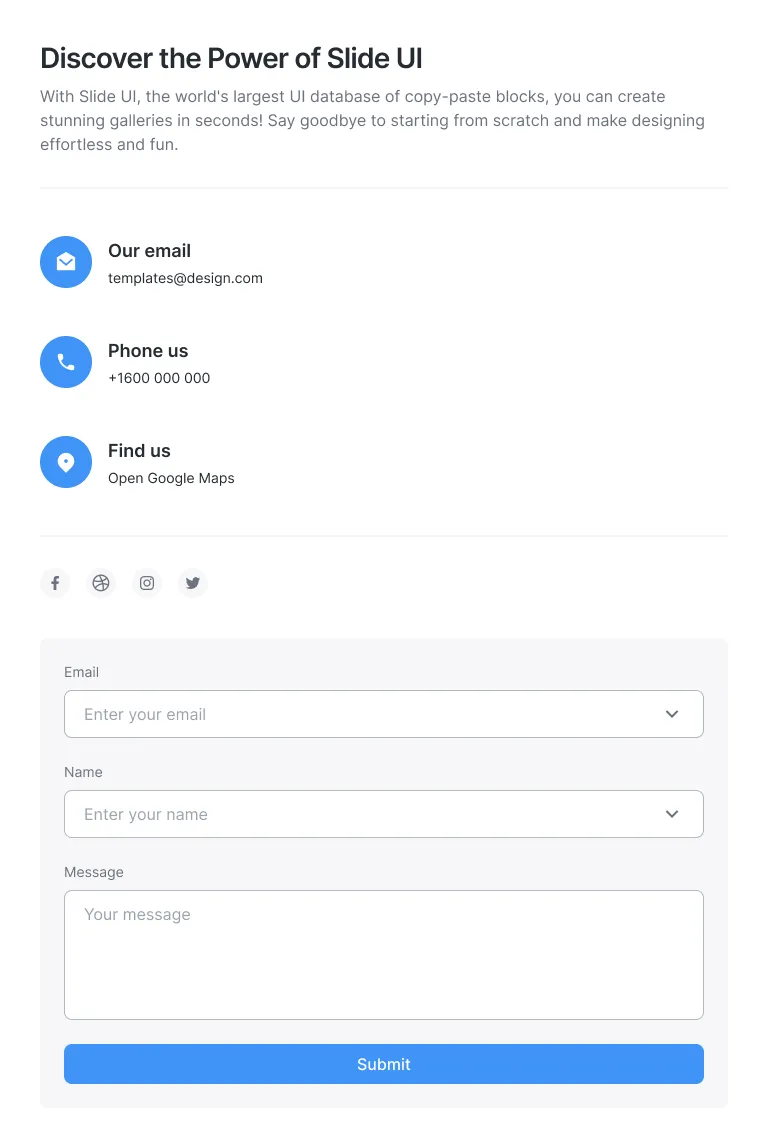 Discover the Power of Slide UI
With Slide UI, the world's largest UI database of copy-paste blocks, you can create
stunning galleries in seconds! Say goodbye to starting from scratch and make designing
effortless and fun.
Our email
templates@design.com
Phone us
+1600 000 000
Find us
Open Google Maps
Email
Enter your email
Name
Enter your name
Message
Your message
Submit